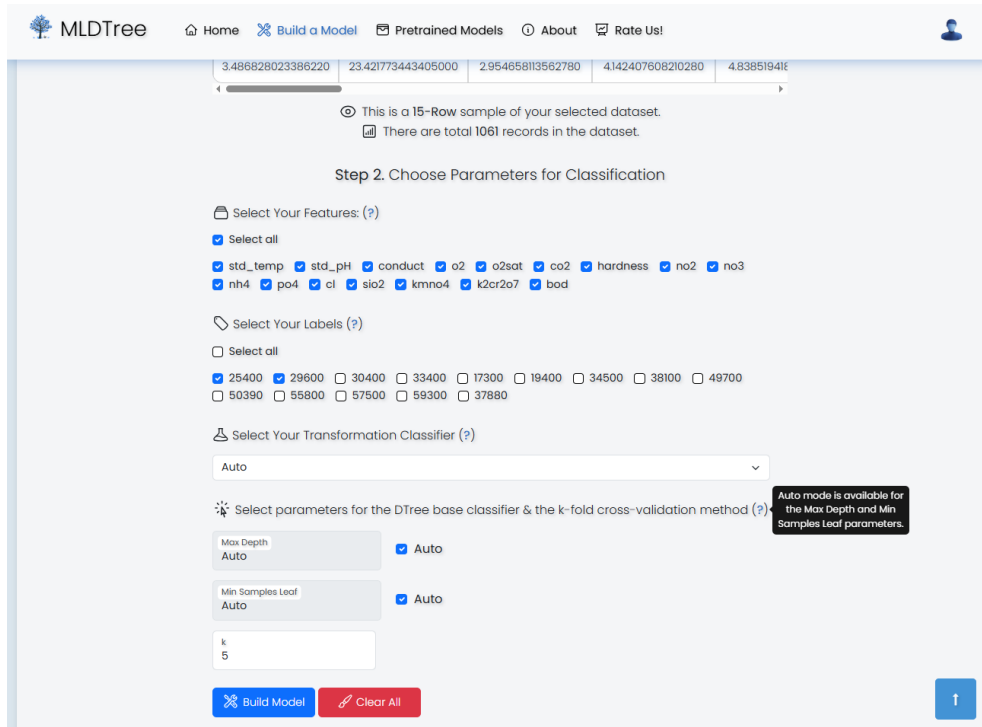 MLDTree Home Build a Model Pretrained Models About Rate Us!
3.486828023386220 23.421773443405000 2.954658113562780 4.142407608210280 4.838519418
This is a 15-Row sample of your selected dataset.
There are total 1061 records in the dataset.
Step 2. Choose Parameters for Classification
Select Your Features: (?)
Select all
std_temp std_pH conduct o2 o2sat co2 hardness no2 no3
nh4 po4 cl sio2 kmno4 k2cr2o7 bod
Select Your Labels (?)
Select all
25400 29600 30400 33400 17300 19400 34500 38100 49700
50390 55800 57500 59300 37880
Select Your Transformation Classifier (?)
Auto
Select parameters for the DTree base classifier & the k-fold cross-validation method (?)
Auto mode is available for
the Max Depth and Min
Samples Leaf parameters.
Max Depth
Auto
Auto
Min Samples Leaf
Auto
Auto
k
5
Build Model Clear All